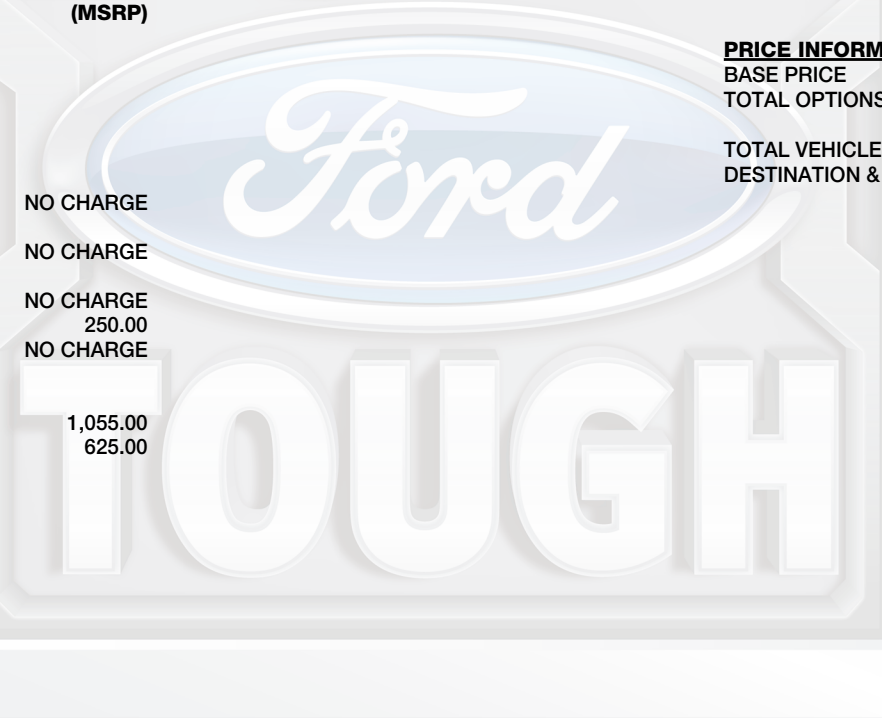 (MSRP)
NO CHARGE
NO CHARGE
NO CHARGE
250.00
NO CHARGE
1,055.00
625.00
PRICE INFORM
BASE PRICE
TOTAL OPTIONS
TOTAL VEHICLE
DESTINATION &
Ford
TOUGH